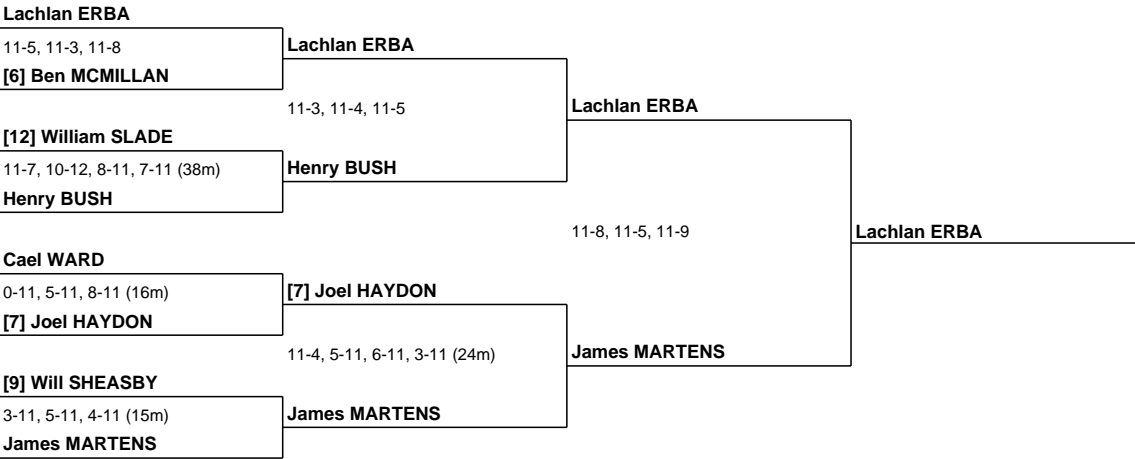 Lachlan ERBA
11-5, 11-3, 11-8
[6] Ben MCMILLAN
[12] William SLADE
11-7, 10-12, 8-11, 7-11 (38m)
Henry BUSH
Cael WARD
0-11, 5-11, 8-11 (16m)
[7] Joel HAYDON
[9] Will SHEASBY
3-11, 5-11, 4-11 (15m)
James MARTENS
Lachlan ERBA
11-3, 11-4, 11-5
Henry BUSH
[7] Joel HAYDON
11-4, 5-11, 6-11, 3-11 (24m)
James MARTENS
Lachlan ERBA
11-8, 11-5, 11-9
James MARTENS
Lachlan ERBA